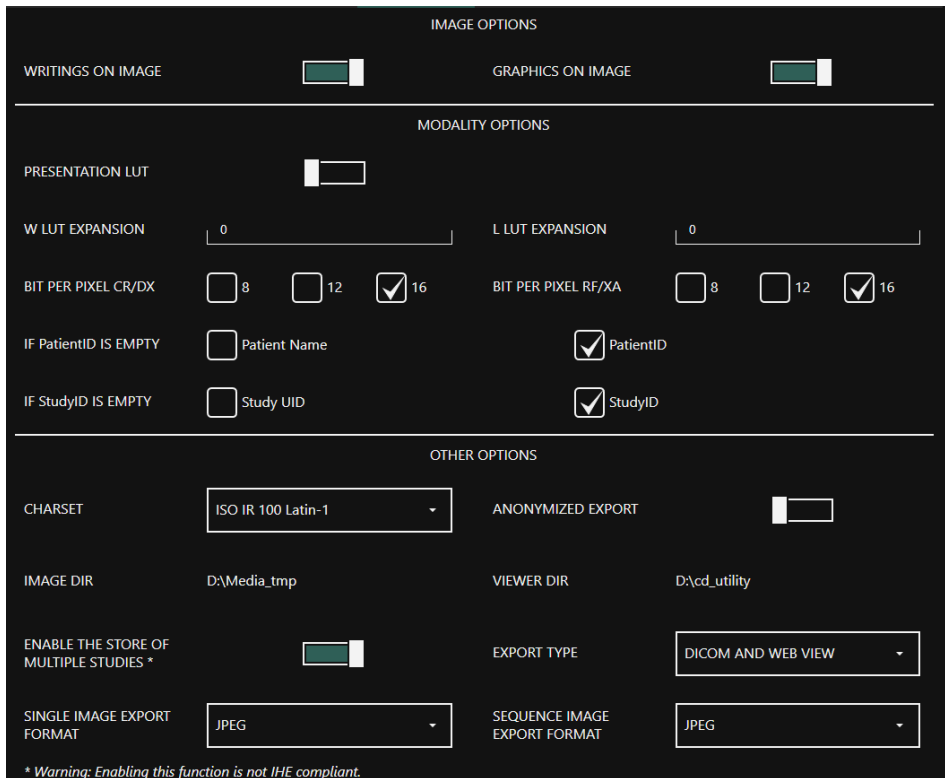 IMAGE OPTIONS
WRITINGS ON IMAGE
GRAPHICS ON IMAGE
MODALITY OPTIONS
PRESENTATION LUT
W LUT EXPANSION
0
L LUT EXPANSION
0
BIT PER PIXEL CR/DX
8
12
16
BIT PER PIXEL RF/XA
8
12
16
IF PatientID IS EMPTY
Patient Name
PatientID
IF StudyID IS EMPTY
Study UID
StudyID
OTHER OPTIONS
CHARSET
ISO IR 100 Latin-1
ANONYMIZED EXPORT
IMAGE DIR
D:\Media_tmp
VIEWER DIR
D:\cd_utility
ENABLE THE STORE OF
MULTIPLE STUDIES *
EXPORT TYPE
DICOM AND WEB VIEW
SINGLE IMAGE EXPORT
FORMAT
JPEG
SEQUENCE IMAGE
EXPORT FORMAT
JPEG
* Warning: Enabling this function is not IHE compliant.